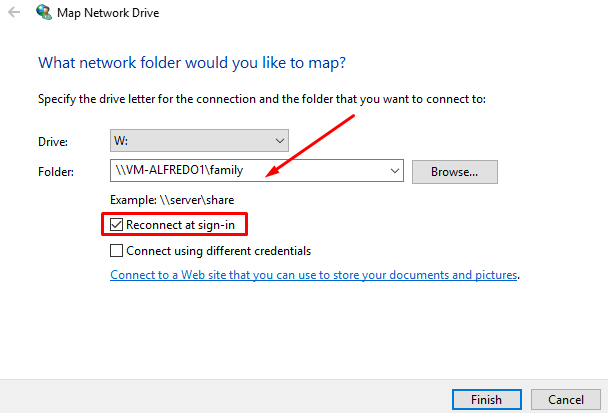 Map Network Drive
What network folder would you like to map?
Specify the drive letter for the connection and the folder that you want to connect to:
Drive: W:
Folder: \\VM-ALFREDO1\family Browse...
Example: \\server\share
Reconnect at sign-in
Connect using different credentials
Connect to a Web site that you can use to store your documents and pictures.
Finish Cancel